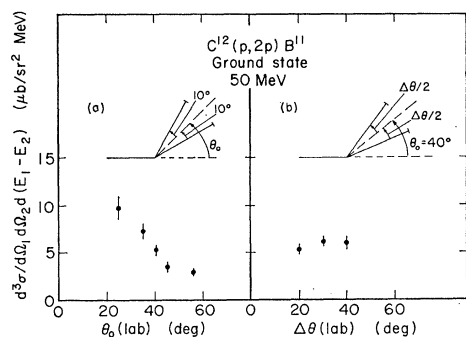 C¹²(p,2p) B¹¹
Ground state
50 MeV
(a)
10°
10°
θ₀
(b)
Δθ/2
Δθ/2
θ₀=40°
d³σ/dΩ₁dΩ₂d(E₁-E₂) (μb/sr² MeV)
15
10
5
0
0 20 40 60
θ₀(lab) (deg)
0 20 40 60
Δθ(lab) (deg)